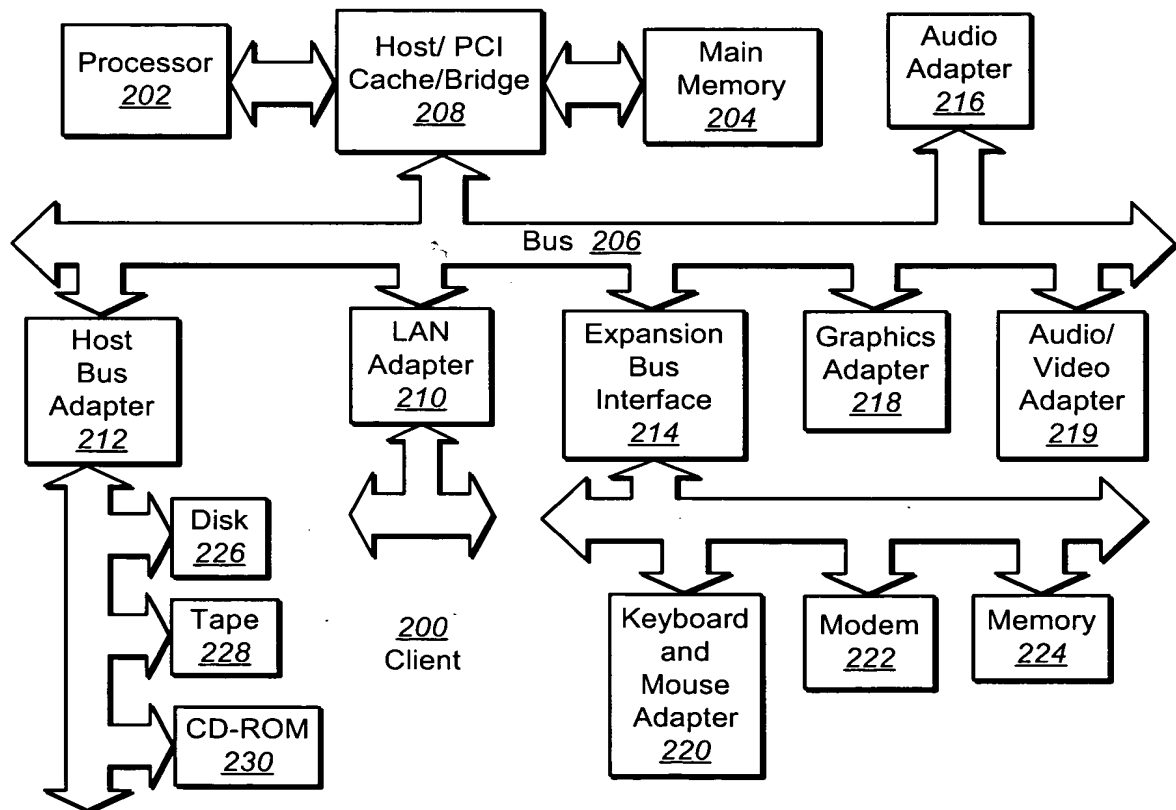 Processor
202
Host/ PCI
Cache/Bridge
208
Main
Memory
204
Audio
Adapter
216
Bus 206
Host
Bus
Adapter
212
LAN
Adapter
210
Expansion
Bus
Interface
214
Graphics
Adapter
218
Audio/
Video
Adapter
219
Disk
226
Tape
228
CD-ROM
230
200
Client
Keyboard
and
Mouse
Adapter
220
Modem
222
Memory
224